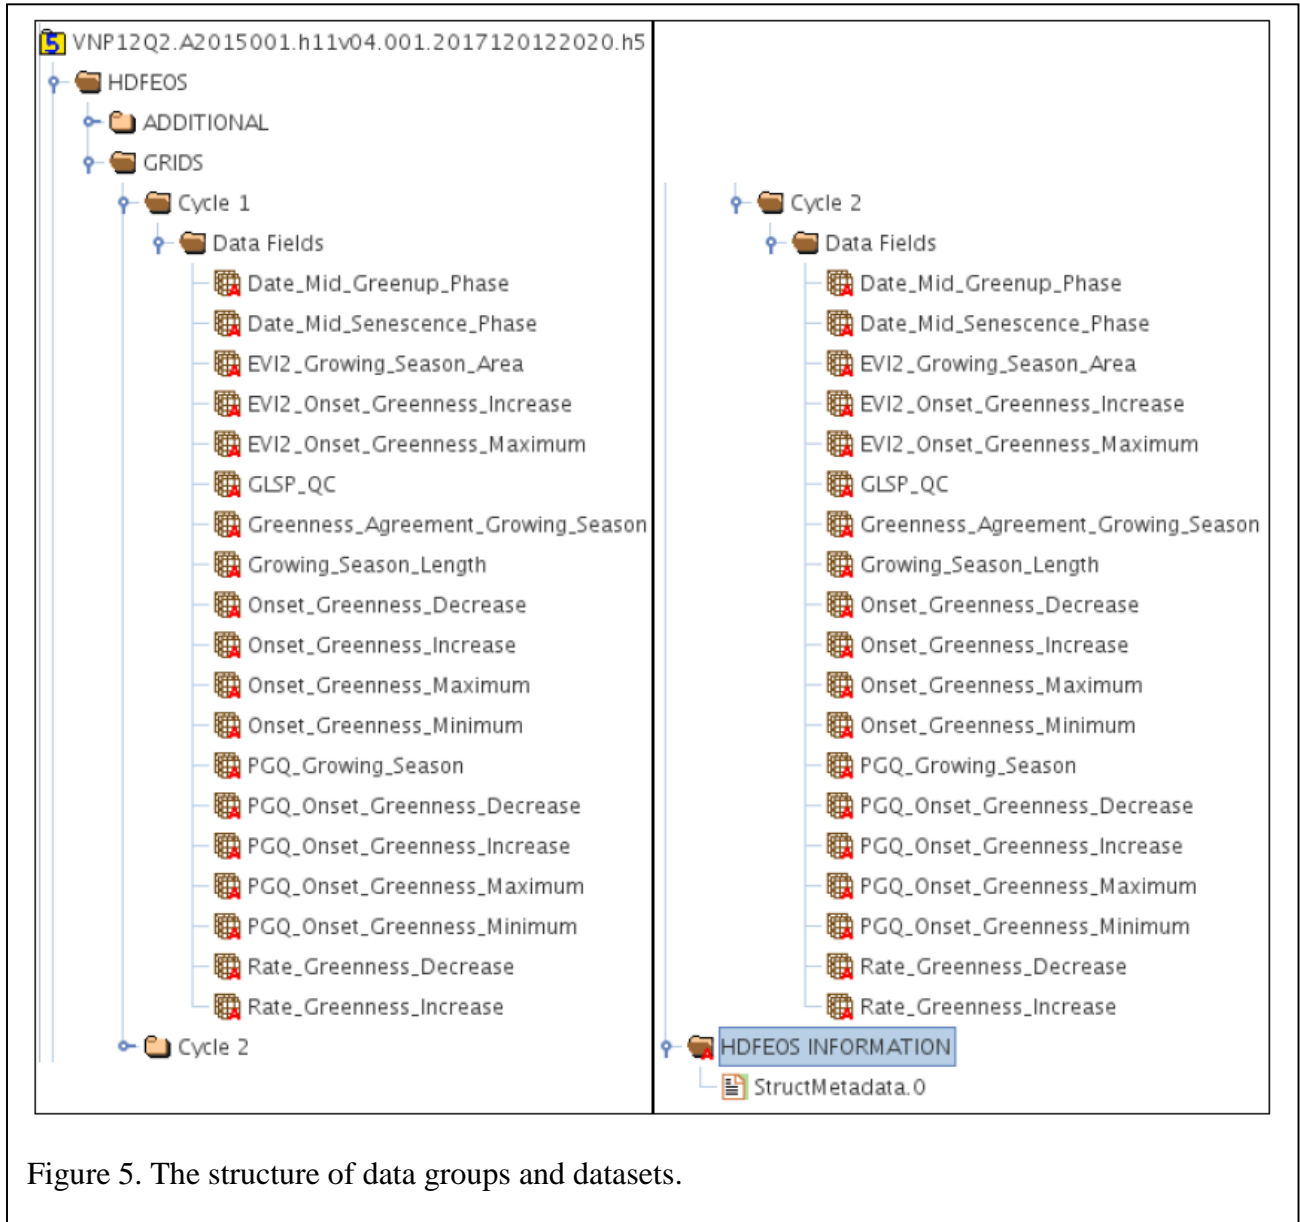 VNP12Q2.A2015001.h11v04.001.2017120122020.h5
HDFEOS
ADDITIONAL
GRIDS
Cycle 1
Data Fields
Date_Mid_Greenup_Phase
Date_Mid_Senescence_Phase
EVI2_Growing_Season_Area
EVI2_Onset_Greenness_Increase
EVI2_Onset_Greenness_Maximum
GLSP_QC
Greenness_Agreement_Growing_Season
Growing_Season_Length
Onset_Greenness_Decrease
Onset_Greenness_Increase
Onset_Greenness_Maximum
Onset_Greenness_Minimum
PGQ_Growing_Season
PGQ_Onset_Greenness_Decrease
PGQ_Onset_Greenness_Increase
PGQ_Onset_Greenness_Maximum
PGQ_Onset_Greenness_Minimum
Rate_Greenness_Decrease
Rate_Greenness_Increase
Cycle 2
Cycle 2
Data Fields
Date_Mid_Greenup_Phase
Date_Mid_Senescence_Phase
EVI2_Growing_Season_Area
EVI2_Onset_Greenness_Increase
EVI2_Onset_Greenness_Maximum
GLSP_QC
Greenness_Agreement_Growing_Season
Growing_Season_Length
Onset_Greenness_Decrease
Onset_Greenness_Increase
Onset_Greenness_Maximum
Onset_Greenness_Minimum
PGQ_Growing_Season
PGQ_Onset_Greenness_Decrease
PGQ_Onset_Greenness_Increase
PGQ_Onset_Greenness_Maximum
PGQ_Onset_Greenness_Minimum
Rate_Greenness_Decrease
Rate_Greenness_Increase
HDFEOS INFORMATION
StructMetadata.0
Figure 5. The structure of data groups and datasets.